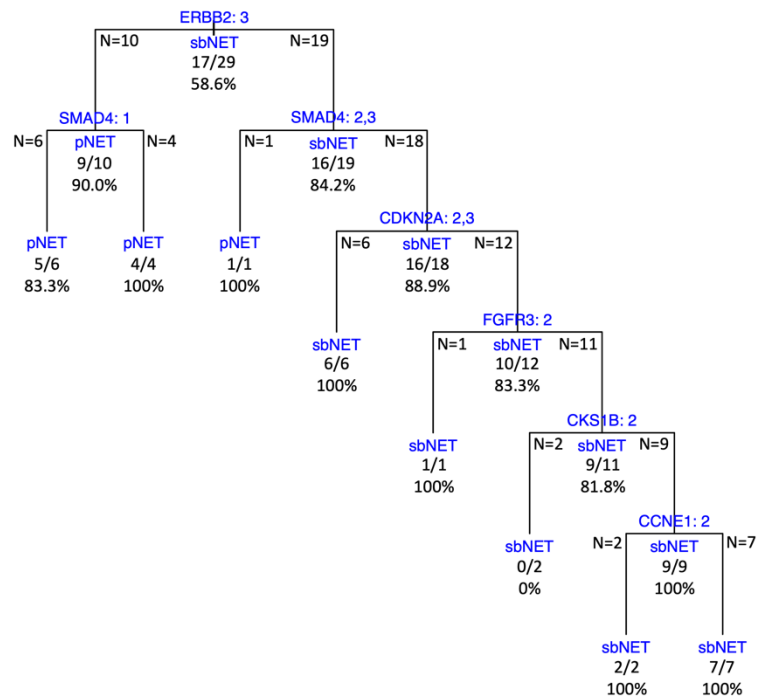 ERBB2: 3
N=10 sbNET N=19
17/29
58.6%
SMAD4: 1 SMAD4: 2,3
N=6 pNET N=4 N=1 sbNET N=18
9/10 16/19
90.0% 84.2%
CDKN2A: 2,3
pNET pNET pNET N=6 sbNET N=12
5/6 4/4 1/1 16/18
83.3% 100% 100% 88.9%
FGFR3: 2
sbNET N=1 sbNET N=11
6/6 10/12
100% 83.3%
CKS1B: 2
sbNET N=2 sbNET N=9
1/1 9/11
100% 81.8%
CCNE1: 2
sbNET N=2 sbNET N=7
0/2 9/9
0% 100%
sbNET sbNET
2/2 7/7
100% 100%